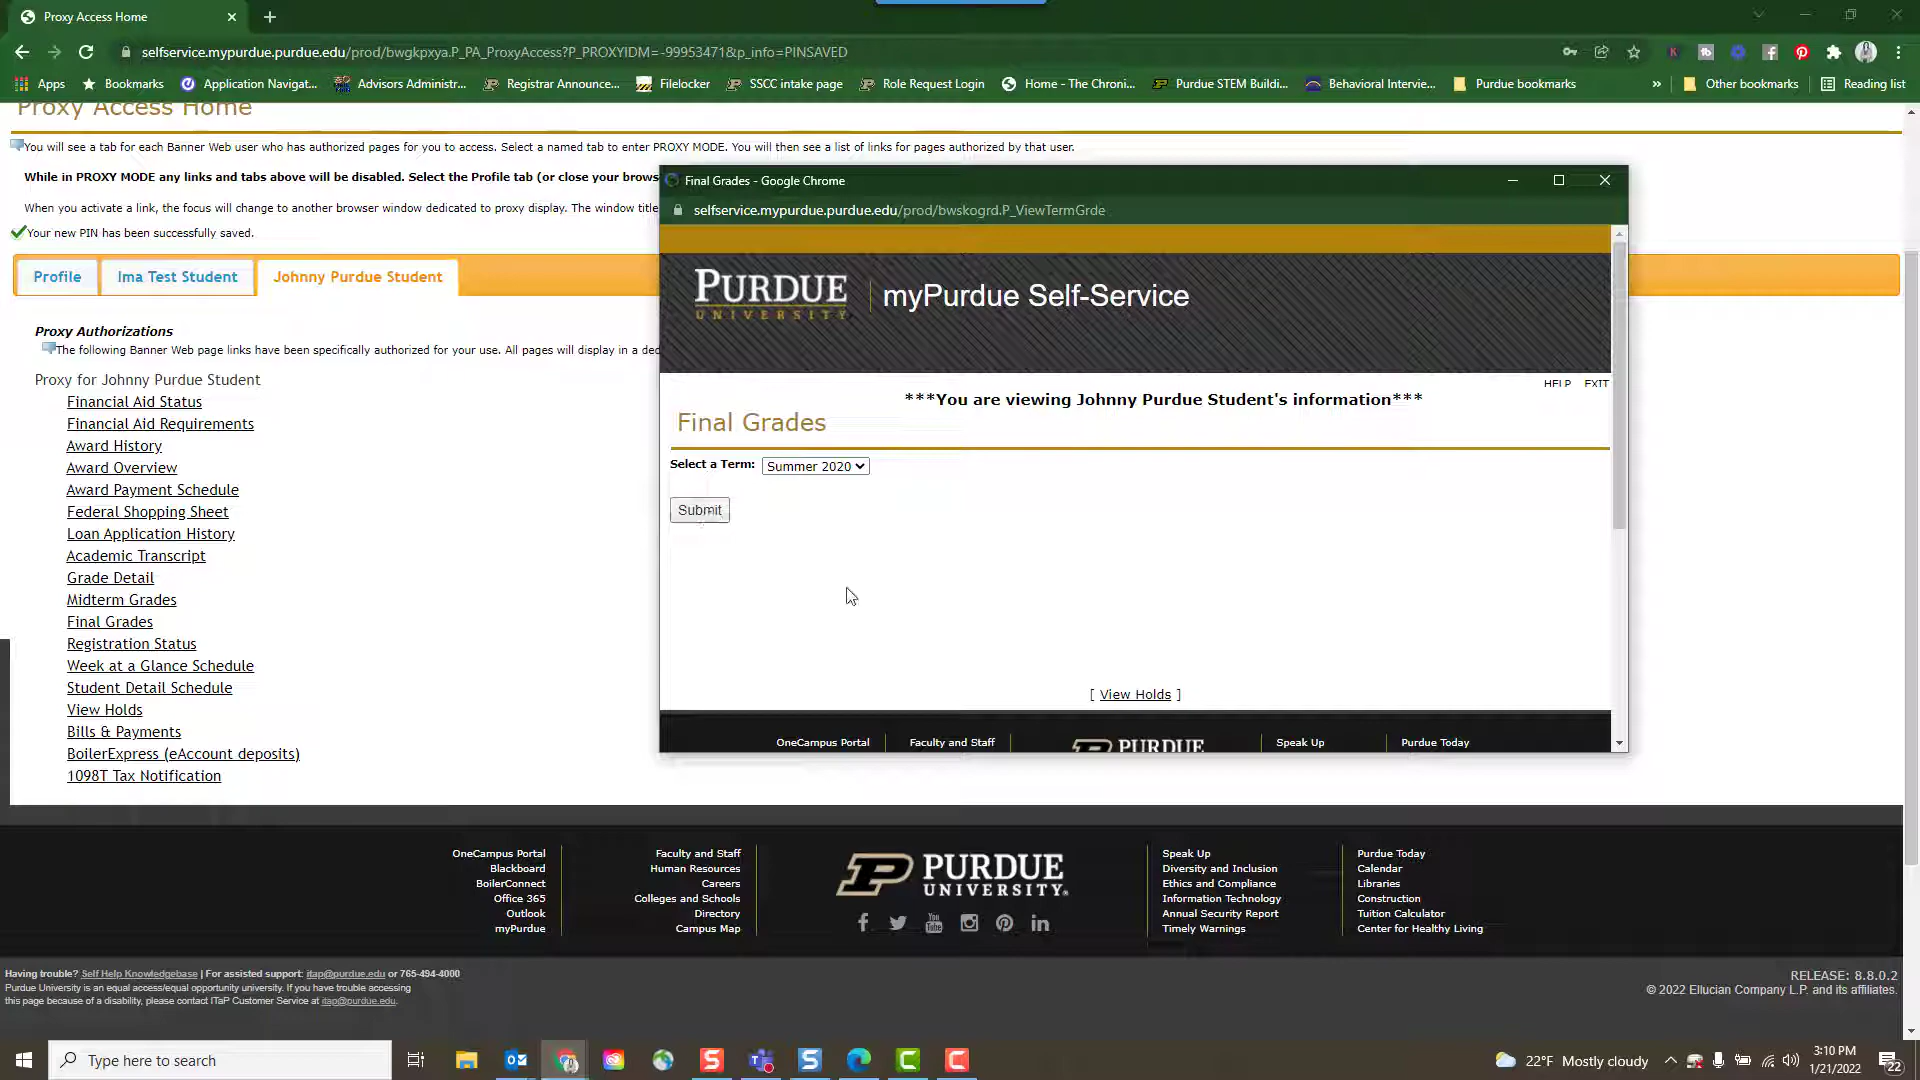 Proxy Access Home
selfservice.mypurdue.purdue.edu/prod/bwgkpxya.P_PA_ProxyAccess?P_PROXYIDM=-99953471&p_info=PINSAVED
Apps Bookmarks Application Navigat... Advisors Administr... Registrar Announce... Filelocker SSCC intake page Role Request Login Home - The Chroni... Purdue STEM Buildi... Behavioral Intervie... Purdue bookmarks » Other bookmarks Reading list
Proxy Access Home
You will see a tab for each Banner Web user who has authorized pages for you to access. Select a named tab to enter PROXY MODE. You will then see a list of links for pages authorized by that user.
While in PROXY MODE any links and tabs above will be disabled. Select the Profile tab (or close your brows
When you activate a link, the focus will change to another browser window dedicated to proxy display. The window titl
Your new PIN has been successfully saved.
Profile Ima Test Student Johnny Purdue Student
Proxy Authorizations
The following Banner Web page links have been specifically authorized for your use. All pages will display in a ded
Proxy for Johnny Purdue Student
Financial Aid Status
Financial Aid Requirements
Award History
Award Overview
Award Payment Schedule
Federal Shopping Sheet
Loan Application History
Academic Transcript
Grade Detail
Midterm Grades
Final Grades
Registration Status
Week at a Glance Schedule
Student Detail Schedule
View Holds
Bills & Payments
BoilerExpress (eAccount deposits)
1098T Tax Notification
Final Grades - Google Chrome
selfservice.mypurdue.purdue.edu/prod/bwskogrd.P_ViewTermGrde
PURDUE
UNIVERSITY
myPurdue Self-Service
HELP EXIT
***You are viewing Johnny Purdue Student's information***
Final Grades
Select a Term: Summer 2020
Submit
[ View Holds ]
OneCampus Portal Faculty and Staff PURDUE Speak Up Purdue Today
OneCampus Portal
Blackboard
BoilerConnect
Office 365
Outlook
myPurdue
Faculty and Staff
Human Resources
Careers
Colleges and Schools
Directory
Campus Map
PURDUE
UNIVERSITY
Speak Up
Diversity and Inclusion
Ethics and Compliance
Information Technology
Annual Security Report
Timely Warnings
Purdue Today
Calendar
Libraries
Construction
Tuition Calculator
Center for Healthy Living
Having trouble? Self Help Knowledgebase | For assisted support: itap@purdue.edu or 765-494-4000
Purdue University is an equal access/equal opportunity university. If you have trouble accessing
this page because of a disability, please contact ITaP Customer Service at itap@purdue.edu.
RELEASE: 8.8.0.2
© 2022 Ellucian Company L.P. and its affiliates.
Type here to search
22°F Mostly cloudy
3:10 PM
1/21/2022
22